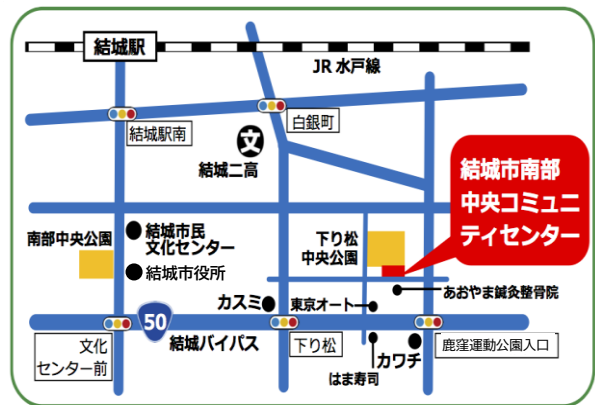 結城駅
JR 水戸線
結城駅南
白銀町
文
結城二高
結城市南部
中央コミュニ
ティセンター
南部中央公園
結城市民
文化センター
結城市役所
下り松
中央公園
あおやま鍼灸整骨院
カスミ
東京オート
50
結城バイパス
文化
センター前
下り松
はま寿司
カワチ
鹿窪運動公園入口